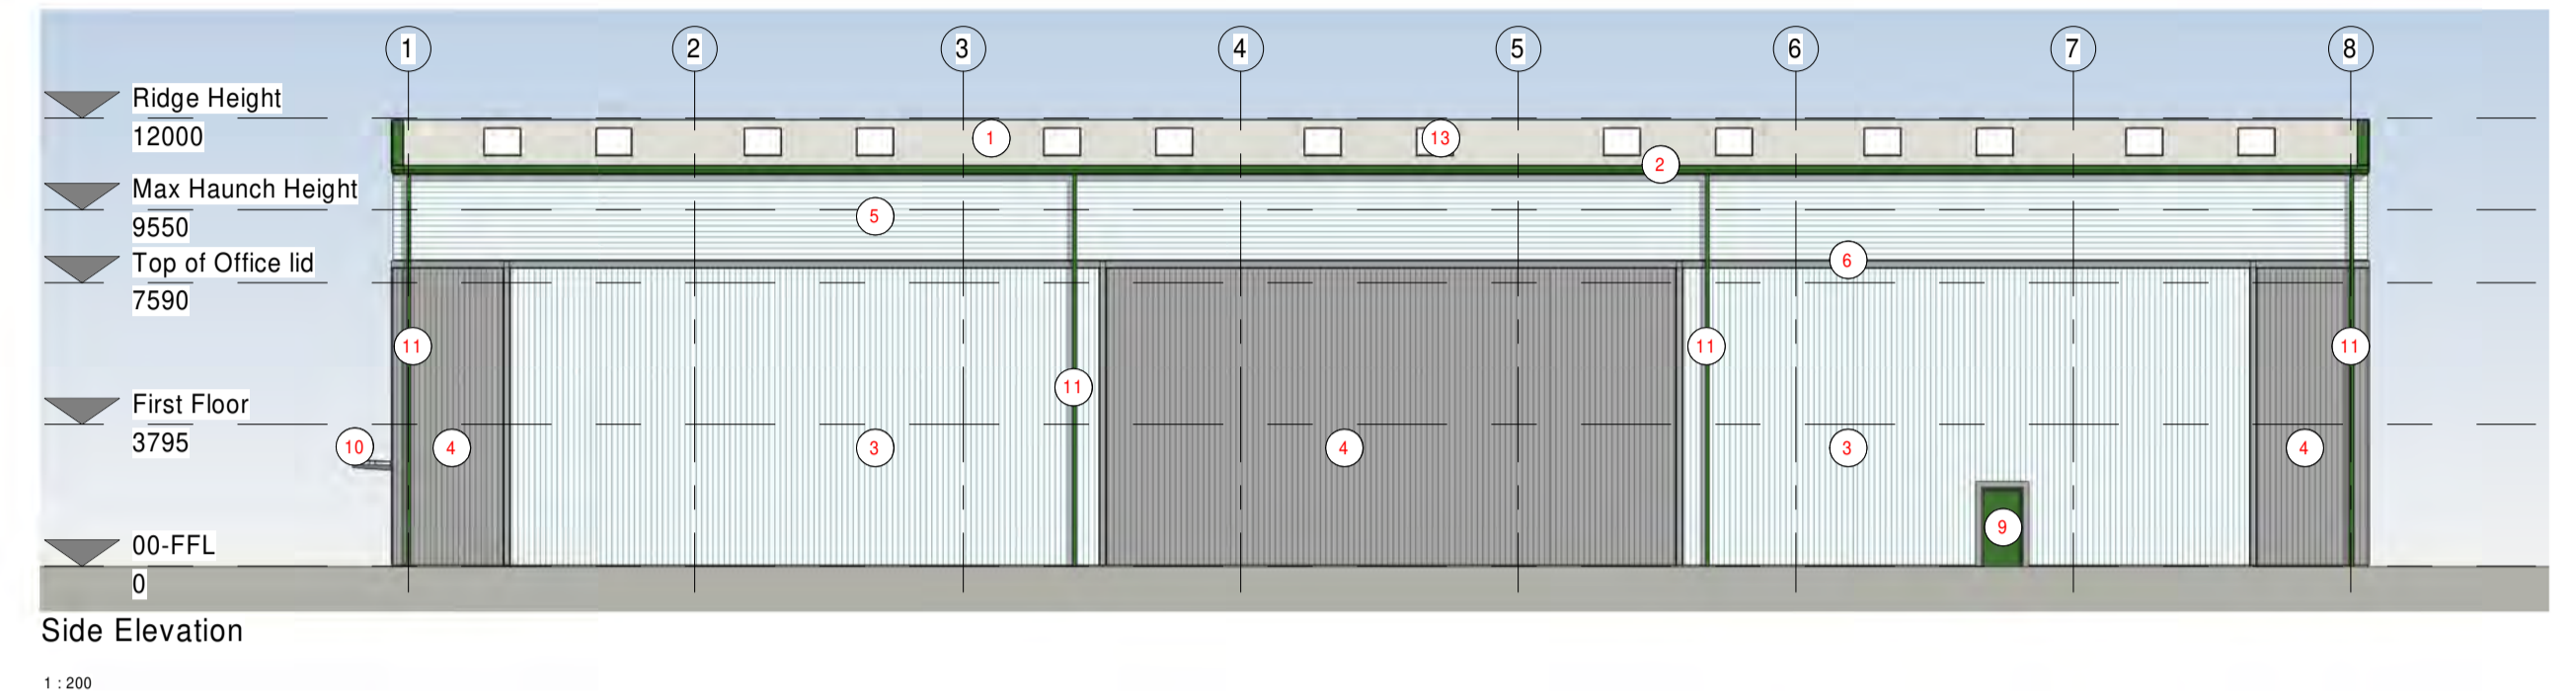 1 2 3 4 5 6 7 8
Ridge Height
12000
1 13
2
Max Haunch Height
9550
5
Top of Office lid
7590
6
11 11 11
11
First Floor
3795
10 4 3 4 3 4
9
00-FFL
0
Side Elevation
1 : 200